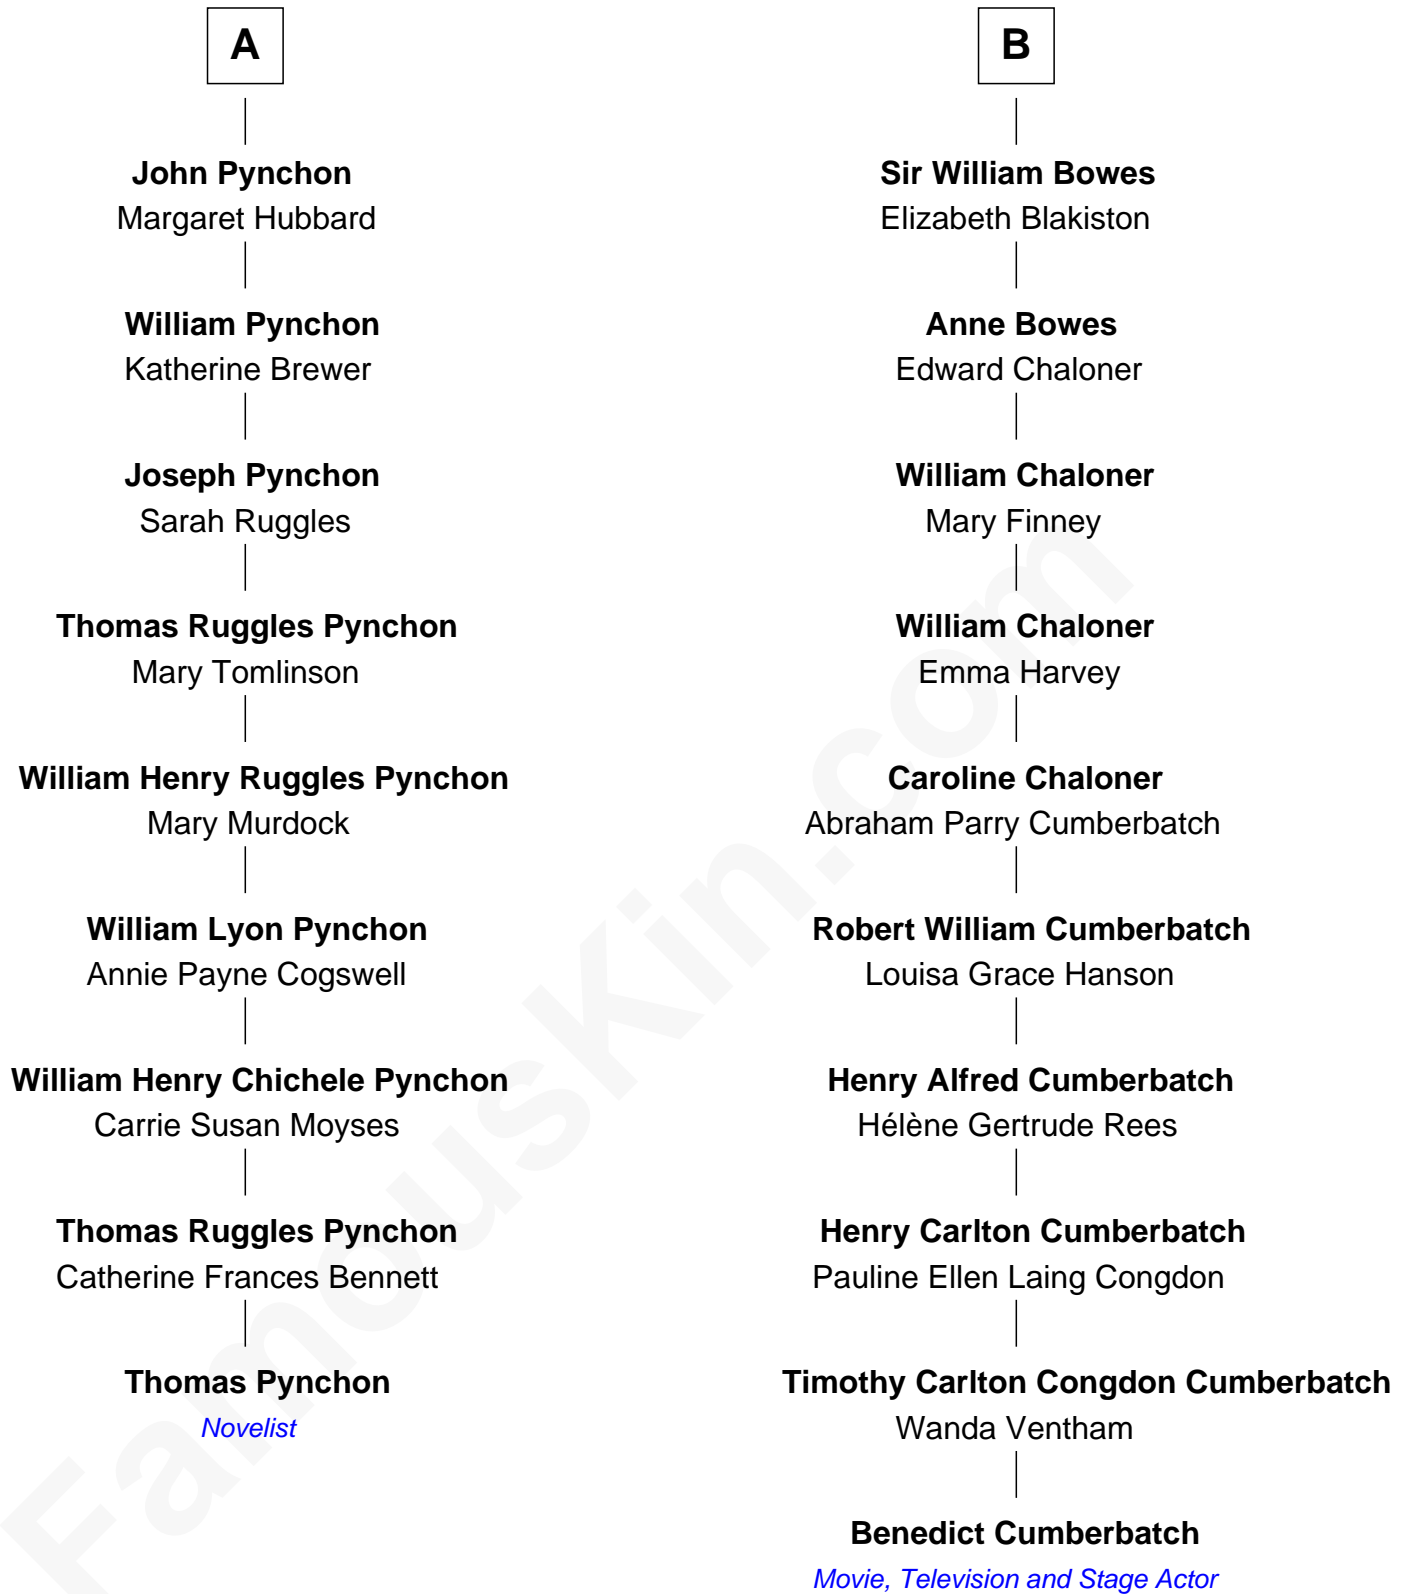 A
John Pynchon
Margaret Hubbard
William Pynchon
Katherine Brewer
Joseph Pynchon
Sarah Ruggles
Thomas Ruggles Pynchon
Mary Tomlinson
William Henry Ruggles Pynchon
Mary Murdock
William Lyon Pynchon
Annie Payne Cogswell
William Henry Chichele Pynchon
Carrie Susan Moyses
Thomas Ruggles Pynchon
Catherine Frances Bennett
Thomas Pynchon
Novelist
B
Sir William Bowes
Elizabeth Blakiston
Anne Bowes
Edward Chaloner
William Chaloner
Mary Finney
William Chaloner
Emma Harvey
Caroline Chaloner
Abraham Parry Cumberbatch
Robert William Cumberbatch
Louisa Grace Hanson
Henry Alfred Cumberbatch
Hélène Gertrude Rees
Henry Carlton Cumberbatch
Pauline Ellen Laing Congdon
Timothy Carlton Congdon Cumberbatch
Wanda Ventham
Benedict Cumberbatch
Movie, Television and Stage Actor
FamousKin.com